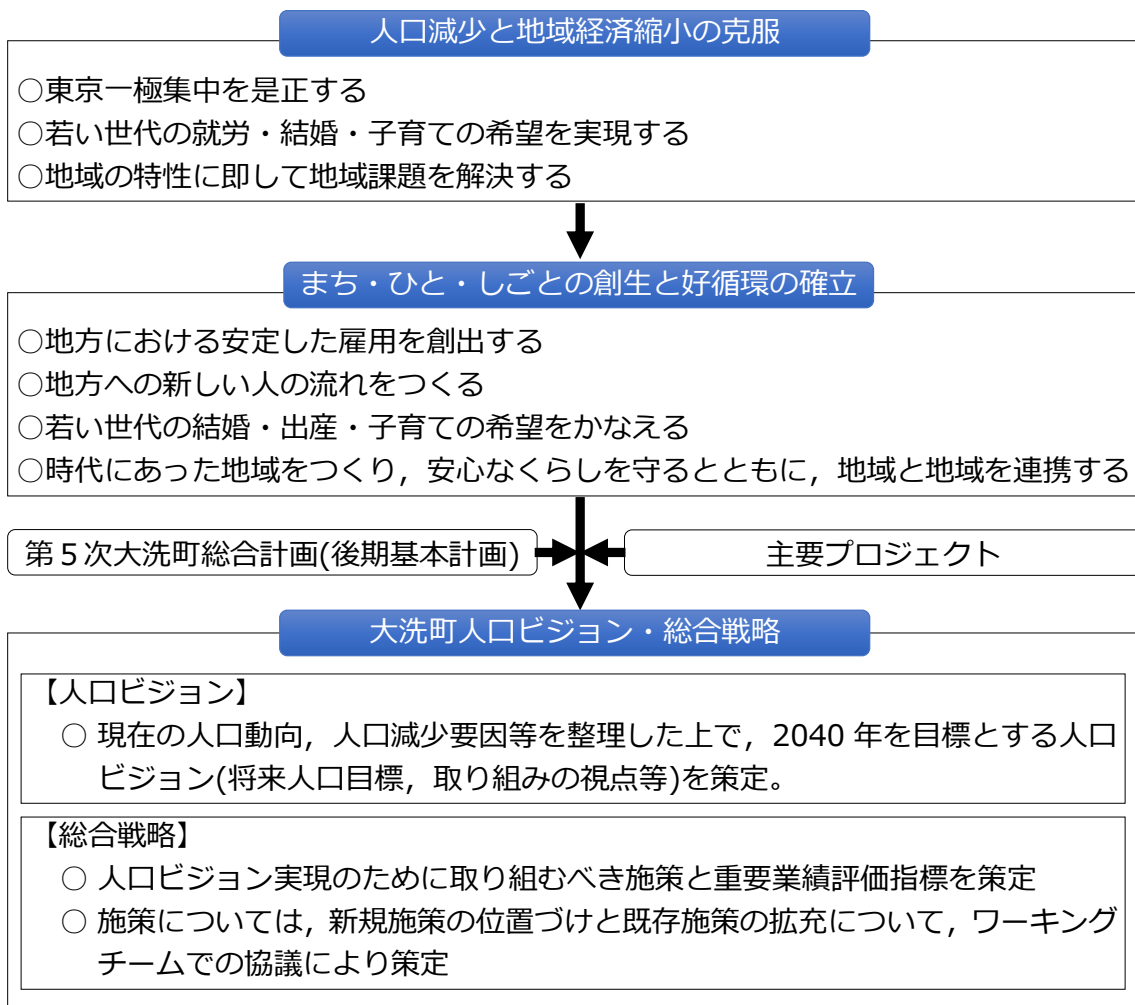 人口減少と地域経済縮小の克服
○東京一極集中を是正する
○若い世代の就労・結婚・子育ての希望を実現する
○地域の特性に即して地域課題を解決する
まち・ひと・しごとの創生と好循環の確立
○地方における安定した雇用を創出する
○地方への新しい人の流れをつくる
○若い世代の結婚・出産・子育ての希望をかなえる
○時代にあった地域をつくり，安心なくらしを守るとともに，地域と地域を連携する
第５次大洗町総合計画(後期基本計画)
主要プロジェクト
大洗町人口ビジョン・総合戦略
【人口ビジョン】
○ 現在の人口動向，人口減少要因等を整理した上で，2040 年を目標とする人口
ビジョン(将来人口目標，取り組みの視点等)を策定。
【総合戦略】
○ 人口ビジョン実現のために取り組むべき施策と重要業績評価指標を策定
○ 施策については，新規施策の位置づけと既存施策の拡充について，ワーキング
チームでの協議により策定